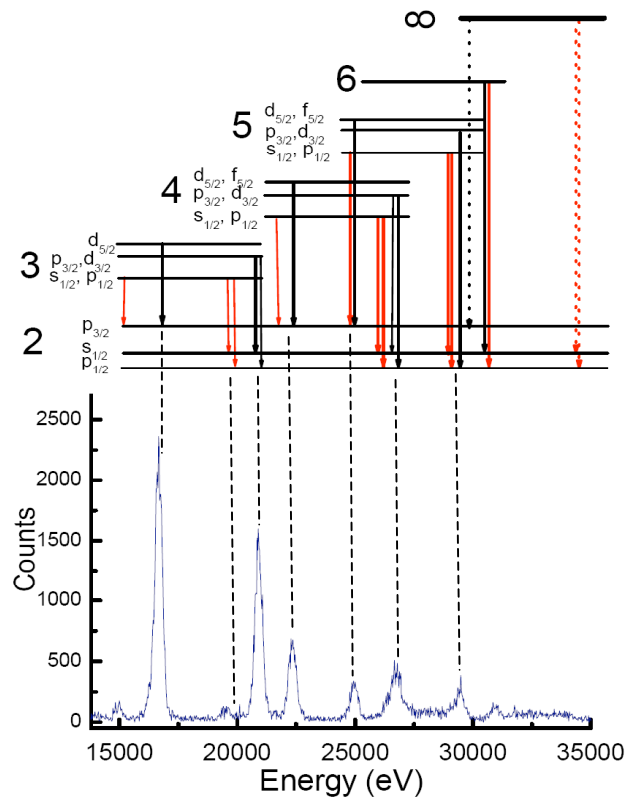 ∞
6
5
d5/2, f5/2
p3/2,d3/2
s1/2, p1/2
4
d5/2, f5/2
p3/2, d3/2
s1/2, p1/2
3
d5/2
p3/2,d3/2
s1/2, p1/2
2
p3/2
s1/2
p1/2
2500
2000
1500
1000
500
0
Counts
15000 20000 25000 30000 35000
Energy (eV)